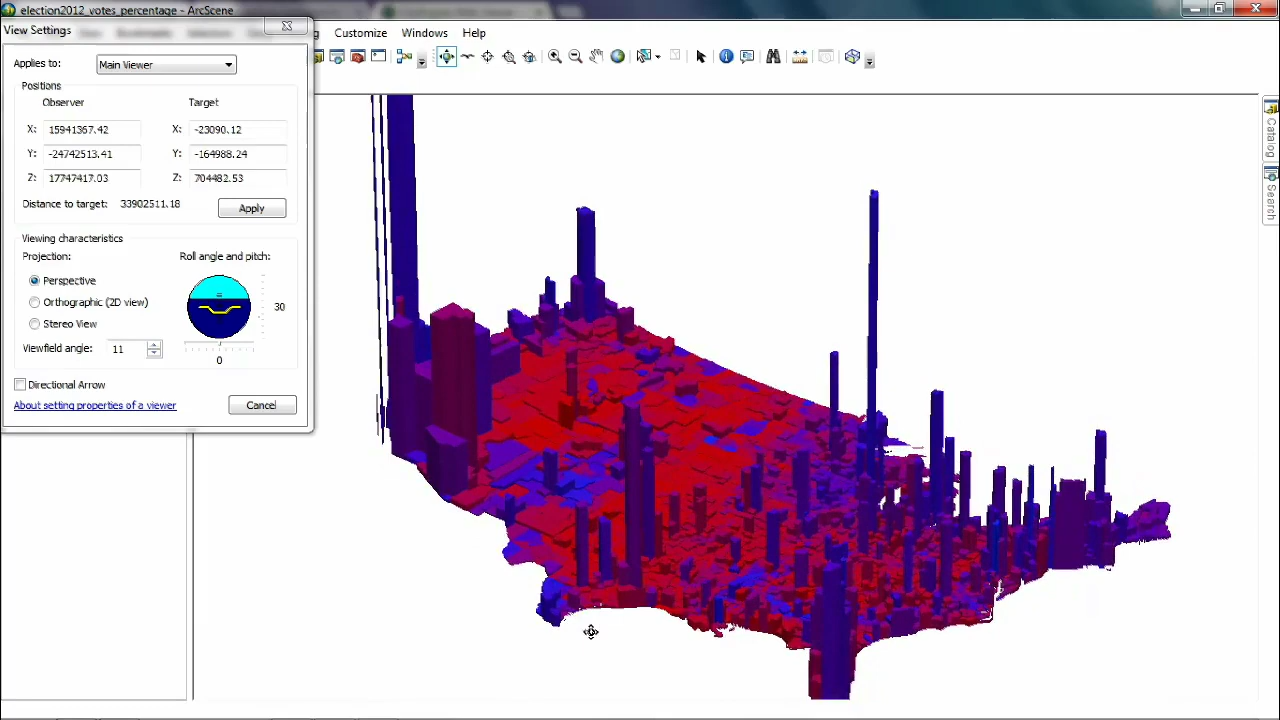 election2012_votes_percentage - ArcScene
View Settings
Customize Windows Help
Applies to: Main Viewer
Positions
Observer Target
X: 15941367.42 X: -23090.12
Y: -24742513.41 Y: -164988.24
Z: 17747417.03 Z: 704482.53
Distance to target: 33902511.18 Apply
Viewing characteristics
Projection: Roll angle and pitch:
Perspective
Orthographic (2D view)
30
Stereo View
Viewfield angle: 11
0
Directional Arrow
About setting properties of a viewer Cancel
Catalog
Search